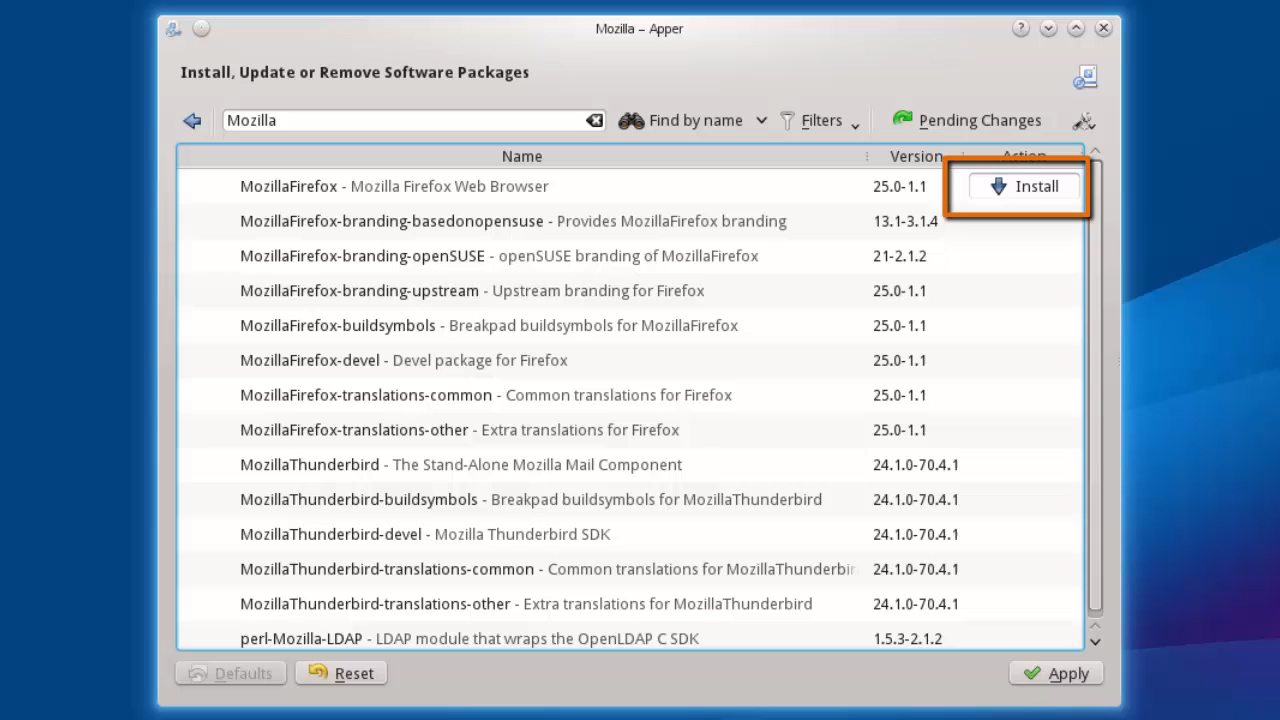 Mozilla – Apper
Install, Update or Remove Software Packages
Mozilla Find by name Filters Pending Changes
Name Version Action
MozillaFirefox - Mozilla Firefox Web Browser 25.0-1.1 Install
MozillaFirefox-branding-basedonopensuse - Provides MozillaFirefox branding 13.1-3.1.4
MozillaFirefox-branding-openSUSE - openSUSE branding of MozillaFirefox 21-2.1.2
MozillaFirefox-branding-upstream - Upstream branding for Firefox 25.0-1.1
MozillaFirefox-buildsymbols - Breakpad buildsymbols for MozillaFirefox 25.0-1.1
MozillaFirefox-devel - Devel package for Firefox 25.0-1.1
MozillaFirefox-translations-common - Common translations for Firefox 25.0-1.1
MozillaFirefox-translations-other - Extra translations for Firefox 25.0-1.1
MozillaThunderbird - The Stand-Alone Mozilla Mail Component 24.1.0-70.4.1
MozillaThunderbird-buildsymbols - Breakpad buildsymbols for MozillaThunderbird 24.1.0-70.4.1
MozillaThunderbird-devel - Mozilla Thunderbird SDK 24.1.0-70.4.1
MozillaThunderbird-translations-common - Common translations for MozillaThunderbir 24.1.0-70.4.1
MozillaThunderbird-translations-other - Extra translations for MozillaThunderbird 24.1.0-70.4.1
perl-Mozilla-LDAP - LDAP module that wraps the OpenLDAP C SDK 1.5.3-2.1.2
Defaults Reset Apply